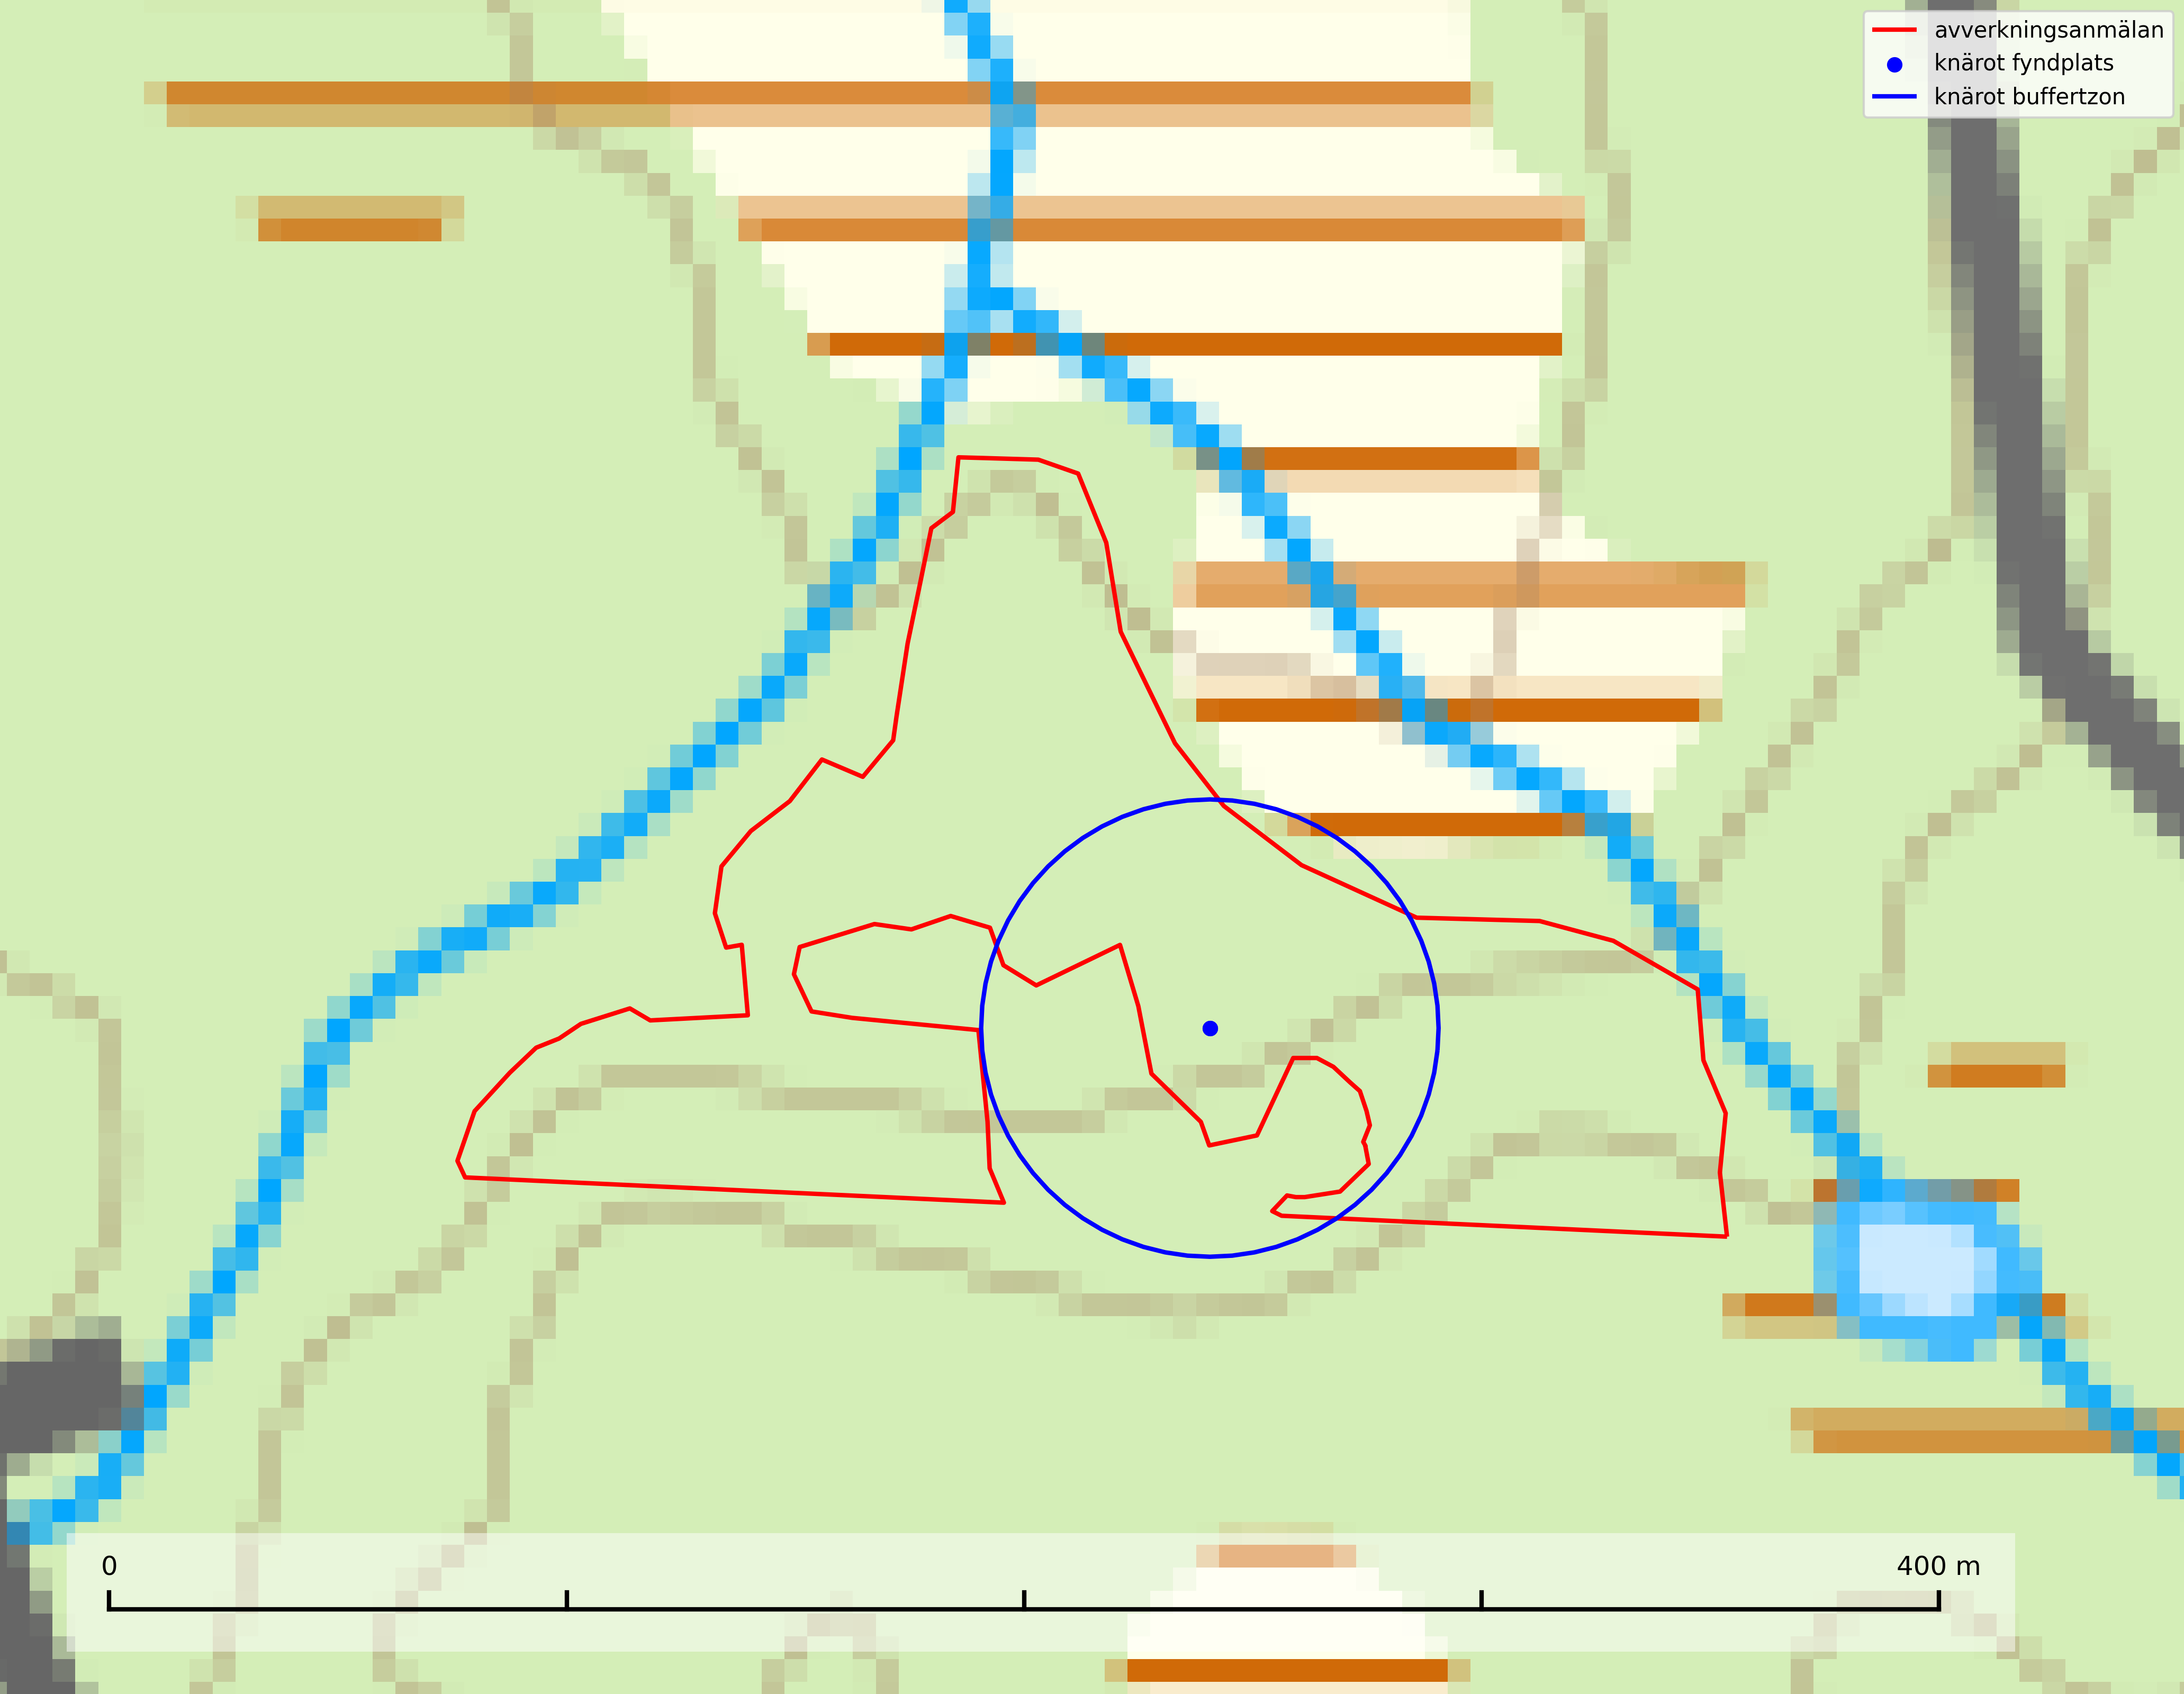 avverkningsanmälan
knärot fyndplats
knärot buffertzon
0
400 m